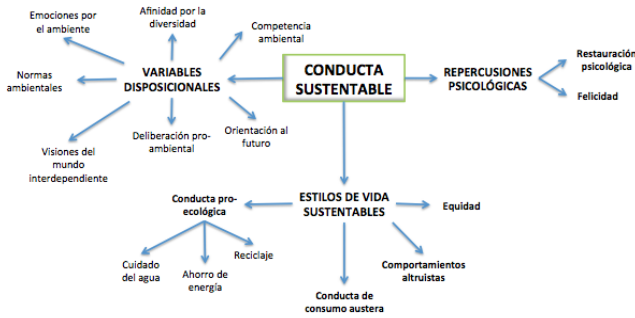 Emociones por
el ambiente
Afinidad por la
diversidad
Competencia
ambiental
Normas
ambientales
VARIABLES
DISPOSICIONALES
CONDUCTA
SUSTENTABLE
REPERCUSIONES
PSICOLÓGICAS
Restauración
psicológica
Felicidad
Visiones del
mundo
interdependiente
Deliberación pro-
ambiental
Orientación al
futuro
Conducta pro-
ecológica
ESTILOS DE VIDA
SUSTENTABLES
Equidad
Cuidado
del agua
Ahorro de
energía
Reciclaje
Conducta de
consumo austera
Comportamientos
altruistas